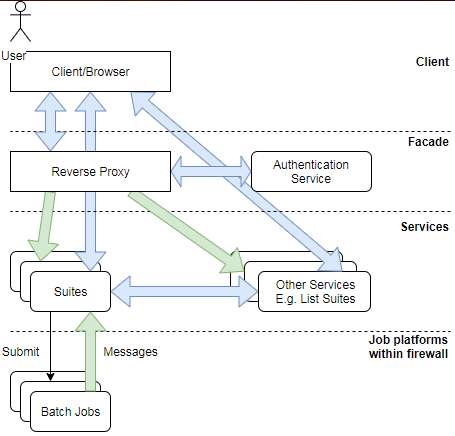 User
Client/Browser
Client
Facade
Reverse Proxy
Authentication
Service
Services
Suites
Other Services
E.g. List Suites
Job platforms
within firewall
Submit
Messages
Batch Jobs